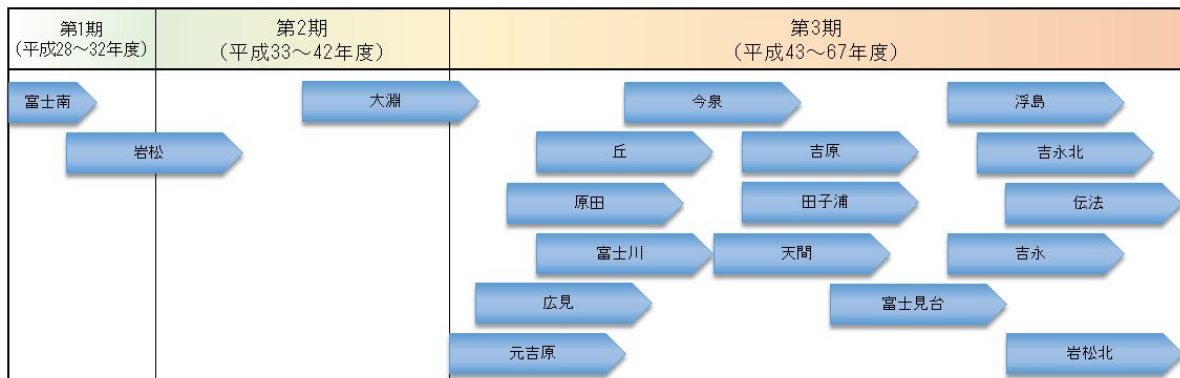 第1期
(平成28～32年度)
第2期
(平成33～42年度)
第3期
(平成43～67年度)
富士南
大淵
今泉
浮島
岩松
丘
吉原
吉永北
原田
田子浦
伝法
富士川
天間
吉永
広見
富士見台
元吉原
岩松北